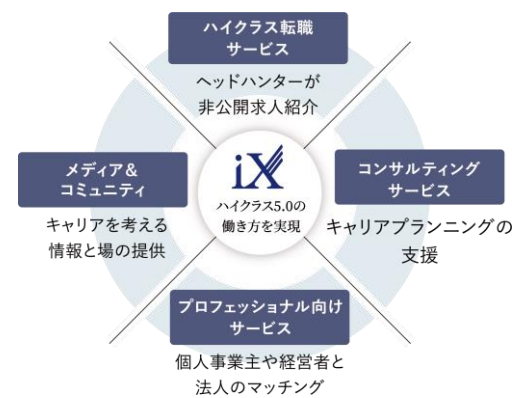 ハイクラス転職
サービス
ヘッドハンターが
非公開求人紹介
メディア&
コミュニティ
キャリアを考える
情報と場の提供
iX
ハイクラス5.0の
働き方を実現
コンサルティング
サービス
キャリアプランニングの
支援
プロフェッショナル向け
サービス
個人事業主や経営者と
法人のマッチング